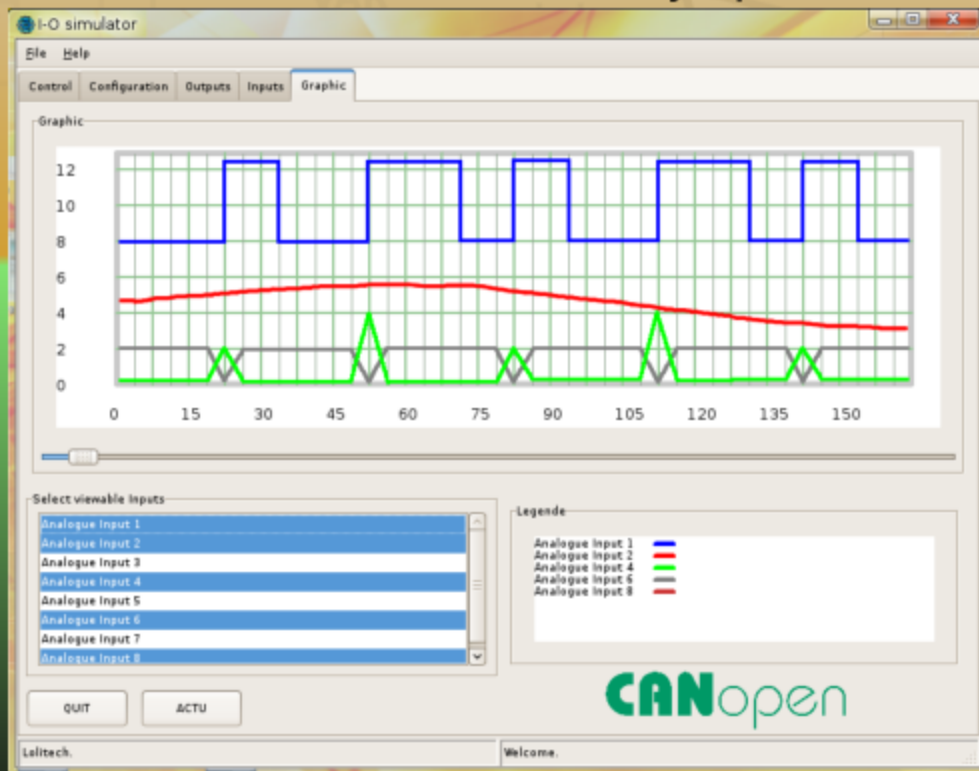 I-O simulator
File Help
Control Configuration Outputs Inputs Graphic
Graphic
12
10
8
6
4
2
0
0 15 30 45 60 75 90 105 120 135 150
Select viewable Inputs
Analogue Input 1
Analogue Input 2
Analogue Input 3
Analogue Input 4
Analogue Input 5
Analogue Input 6
Analogue Input 7
Analogue Input 8
Legende
Analogue Input 1
Analogue Input 2
Analogue Input 4
Analogue Input 6
Analogue Input 8
QUIT ACTU
CANopen
Lolitech. Welcome.